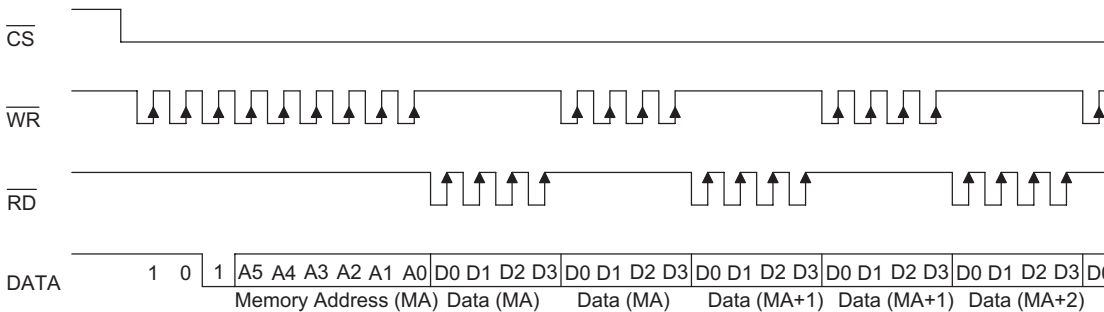 CS
WR
RD
DATA 1 0 1 A5 A4 A3 A2 A1 A0 D0 D1 D2 D3 D0 D1 D2 D3 D0 D1 D2 D3 D0 D1 D2 D3 D0 D1 D2 D3 D0
Memory Address (MA) Data (MA) Data (MA) Data (MA+1) Data (MA+1) Data (MA+2)